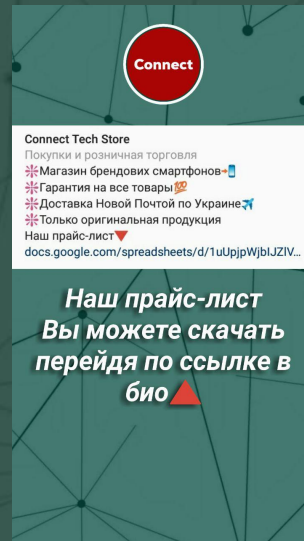 Connect
Connect Tech Store
Покупки и розничная торговля
Магазин брендових смартфонов
Гарантия на все товары💯
Доставка Новой Почтой по Украине✈️
Только оригинальная продукция
Наш прайс-лист🔻
docs.google.com/spreadsheets/d/1uUpjpWjbIJZIV...
Наш прайс-лист
Вы можете скачать
перейдя по ссылке в
био🔺